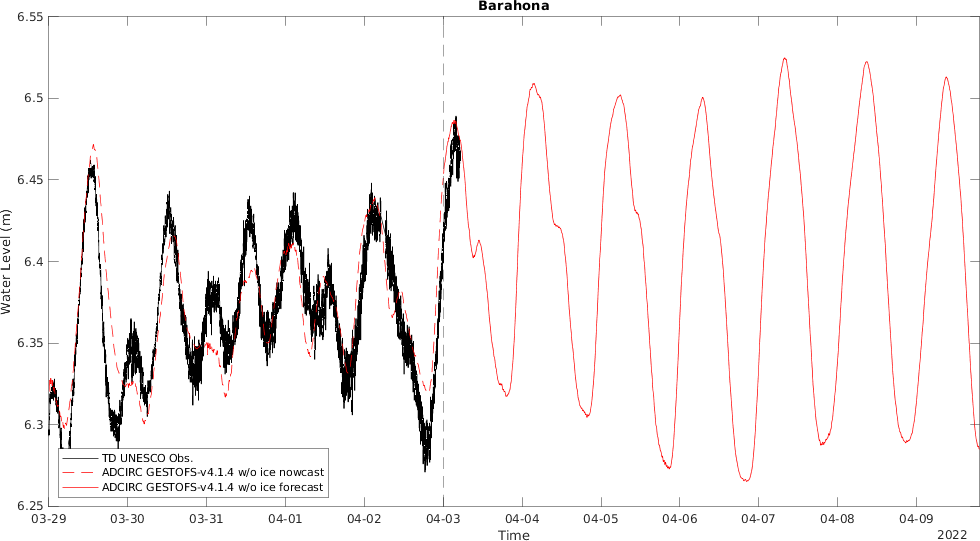 Barahona
6.55
6.5
6.45
6.4
6.35
6.3
6.25
Water Level (m)
TD UNESCO Obs.
ADCIRC GESTOFS-v4.1.4 w/o ice nowcast
ADCIRC GESTOFS-v4.1.4 w/o ice forecast
03-29 03-30 03-31 04-01 04-02 04-03 04-04 04-05 04-06 04-07 04-08 04-09
Time
2022